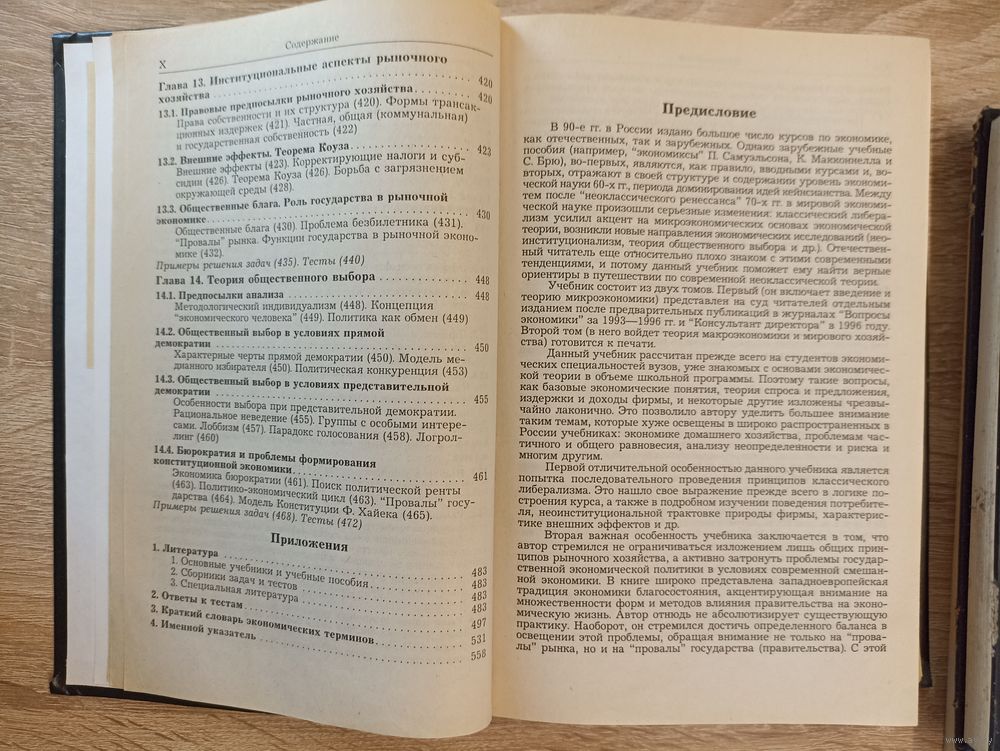 X
Содержание
Глава 13. Институциональные аспекты рыночного
хозяйства 420
13.1. Правовые предпосылки рыночного хозяйства 420
Права собственности и их структура (420). Формы трансак-
ционных издержек (421). Частная, общая (коммунальная)
и государственная собственность (422)
13.2. Внешние эффекты. Теорема Коуза 423
Внешние эффекты (423). Корректирующие налоги и суб-
сидии (426). Теорема Коуза (426). Борьба с загрязнением
окружающей среды (428).
13.3. Общественные блага. Роль государства в рыночной
экономике 430
Общественные блага (430). Проблема безбилетника (431).
"Провалы" рынка. Функции государства в рыночной эконо-
мике (432).
Примеры решения задач (435). Тесты (440)
Глава 14. Теория общественного выбора 448
14.1. Предпосылки анализа 448
Методологический индивидуализм (448). Концепция
"экономического человека" (449). Политика как обмен (449)
14.2. Общественный выбор в условиях прямой
демократии 450
Характерные черты прямой демократии (450). Модель ме-
дианного избирателя (450). Политическая конкуренция (453)
14.3. Общественный выбор в условиях представительной
демократии 455
Особенности выбора при представительной демократии.
Рациональное неведение (455). Группы с особыми интере-
сами. Лоббизм (457). Парадокс голосования (458). Логрол-
линг (460)
14.4. Бюрократия и проблемы формирования
конституционной экономики 461
Экономика бюрократии (461). Поиск политической ренты
(463). Политико-экономический цикл (463). "Провалы" госу-
дарства (464). Модель Конституции Ф. Хайека (465).
Примеры решения задач (468). Тесты (472)
Приложения
1. Литература 483
1. Основные учебники и учебные пособия 483
2. Сборники задач и тестов 483
3. Специальная литература 483
2. Ответы к тестам 497
3. Краткий словарь экономических терминов 531
4. Именной указатель 558
Предисловие
В 90-е гг. в России издано большое число курсов по экономике,
как отечественных, так и зарубежных. Однако зарубежные учебные
пособия (например, "экономиксы" П. Самуэльсона, К. Макконнелла и
С. Брю), во-первых, являются, как правило, вводными курсами и, во-
вторых, отражают в своей структуре и содержании уровень экономи-
ческой науки 60-х гг., периода доминирования идей кейнсианства. Между
тем после "неоклассического ренессанса" 70-х гг. в мировой экономи-
ческой науке произошли серьезные изменения: классический либера-
лизм усилил акцент на микроэкономических основах экономической
теории, возникли новые направления экономических исследований (нео-
институционализм, теория общественного выбора и др.). Отечествен-
ный читатель еще относительно плохо знаком с этими современными
тенденциями, и потому данный учебник поможет ему найти верные
ориентиры в путешествии по современной неоклассической теории.
Учебник состоит из двух томов. Первый (он включает введение и
теорию микроэкономики) представлен на суд читателей отдельным
изданием после предварительных публикаций в журналах "Вопросы
экономики" за 1993—1996 гг. и "Консультант директора" в 1996 году.
Второй том (в него войдет теория макроэкономики и мирового хозяйс-
тва) готовится к печати.
Данный учебник рассчитан прежде всего на студентов экономи-
ческих специальностей вузов, уже знакомых с основами экономичес-
кой теории в объеме школьной программы. Поэтому такие вопросы,
как базовые экономические понятия, теория спроса и предложения,
издержки и доходы фирмы, и некоторые другие изложены чрезвы-
чайно лаконично. Это позволило автору уделить большее внимание
таким темам, которые хуже освещены в широко распространенных в
России учебниках: экономике домашнего хозяйства, проблемам час-
тичного и общего равновесия, анализу неопределенности и риска и
многим другим.
Первой отличительной особенностью данного учебника является
попытка последовательного проведения принципов классического
либерализма. Это нашло свое выражение прежде всего в логике по-
строения курса, а также в подробном изучении поведения потребите-
ля, неоинституциональной трактовке природы фирмы, характерис-
тике внешних эффектов и др.
Вторая важная особенность учебника заключается в том, что
автор стремился не ограничиваться изложением лишь общих прин-
ципов рыночного хозяйства, а активно затронуть проблемы государ-
ственной экономической политики в условиях современной смешан-
ной экономики. В книге широко представлена западноевропейская
традиция экономики благосостояния, акцентирующая внимание на
множественности форм и методов влияния правительства на эконо-
мическую жизнь. Автор отнюдь не абсолютизирует существующую
практику. Наоборот, он стремился достичь определенного баланса в
освещении этой проблемы, обращая внимание не только на "прова-
лы" рынка, но и на "провалы" государства (правительства). С этой